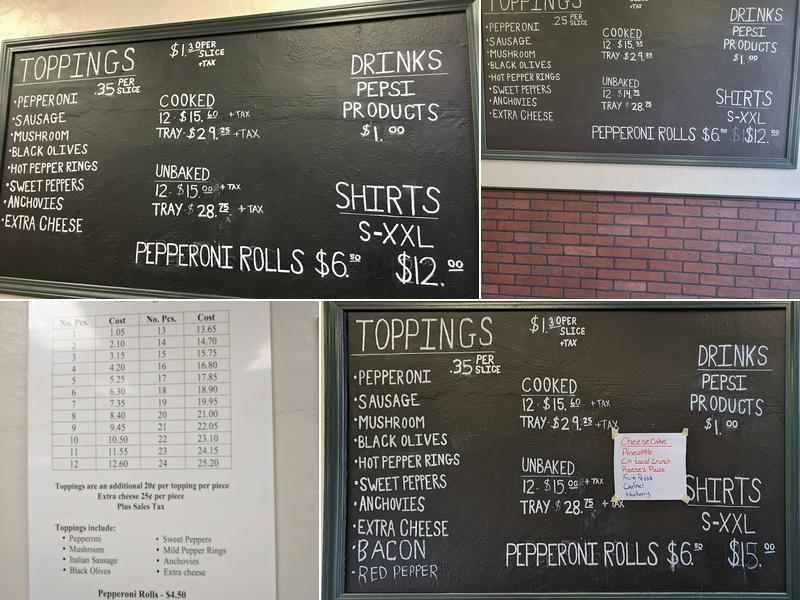 TOPPINGS
.35 PER SLICE
·PEPPERONI
·SAUSAGE
·MUSHROOM
·BLACK OLIVES
·HOT PEPPER RINGS
·SWEET PEPPERS
·ANCHOVIES
·EXTRA CHEESE
$1.30 PER SLICE
+TAX
COOKED
12 - $15.60 +TAX
TRAY - $29.25 +TAX
UNBAKED
12 - $15.00 +TAX
TRAY - $28.75 +TAX
DRINKS
PEPSI
PRODUCTS
$1.00
SHIRTS
S-XXL
$12.00
PEPPERONI ROLLS $6.50
TOPPINGS
.25 PER SLICE
PEPPERONI
SAUSAGE
MUSHROOM
BLACK OLIVES
HOT PEPPER RINGS
SWEET PEPPERS
ANCHOVIES
EXTRA CHEESE
+TAX
COOKED
TRAY $29.
UNBAKED
TRAY $28.
DRINKS
PEPSI
PRODUCTS
$1.00
SHIRTS
S-XXL
$12.00
PEPPERONI ROLLS $6.
No. Pcs. Cost No. Pcs. Cost
1 1.05 13 13.65
2 2.10 14 14.70
3 3.15 15 15.75
4 4.20 16 16.80
5 5.25 17 17.85
6 6.30 18 18.90
7 7.35 19 19.95
8 8.40 20 21.00
9 9.45 21 22.05
10 10.50 22 23.10
11 11.55 23 24.15
12 12.60 24 25.20
Toppings are an additional 20¢ per topping per piece
Extra cheese 25¢ per piece
Plus Sales Tax
Toppings include:
• Pepperoni
• Mushroom
• Italian Sausage
• Black Olives
• Sweet Peppers
• Mild Pepper Rings
• Anchovies
• Extra cheese
Pepperoni Rolls - $4.50
TOPPINGS
.35 PER SLICE
·PEPPERONI
·SAUSAGE
·MUSHROOM
·BLACK OLIVES
·HOT PEPPER RINGS
·SWEET PEPPERS
·ANCHOVIES
·EXTRA CHEESE
·BACON
·RED PEPPER
$1.30 PER SLICE
+TAX
COOKED
12 - $15.60 +TAX
TRAY - $29.25 +TAX
UNBAKED
12 - $15.00 +TAX
TRAY - $28.75 +TAX
Cheesecake
Pineapple
Cin toast Crunch
Reese's Pieces
Fruity Pebble
Carmel
blueberry
DRINKS
PEPSI
PRODUCTS
$1.00
SHIRTS
S-XXL
$15.00
PEPPERONI ROLLS $6.50